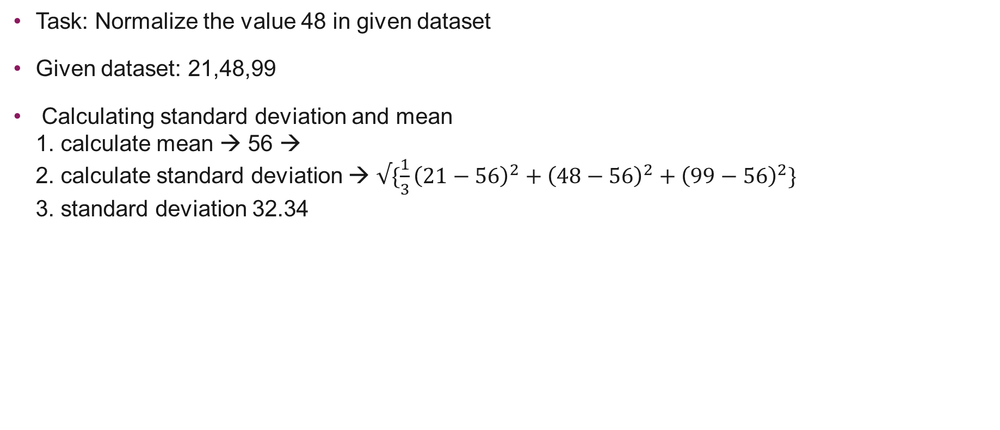 • Task: Normalize the value 48 in given dataset
• Given dataset: 21,48,99
• Calculating standard deviation and mean
1. calculate mean → 56 →
2. calculate standard deviation → √{1/3(21 − 56)² + (48 − 56)² + (99 − 56)²}
3. standard deviation 32.34